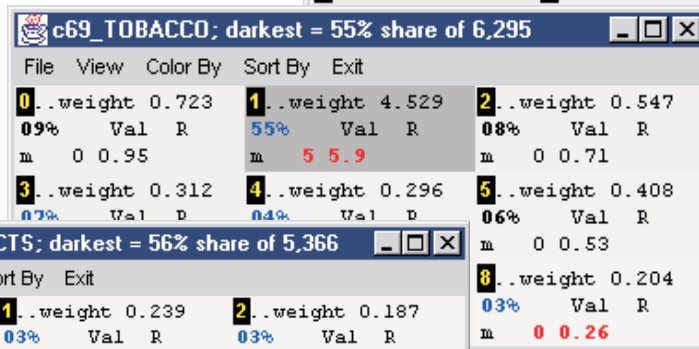 c69_TOBACCO; darkest = 55% share of 6,295
File View Color By Sort By Exit
0..weight 0.723 1..weight 4.529 2..weight 0.547
09% Val R 55% Val R 08% Val R
m 0 0.95 m 5 5.9 m 0 0.71
3..weight 0.312 4..weight 0.296 5..weight 0.408
07% Val R 04% Val R 06% Val R
m 0 0.53
CTS; darkest = 56% share of 5,366
ort By Exit
8..weight 0.204
1..weight 0.239 2..weight 0.187
03% Val R
03% Val R 03% Val R
m 0 0.26